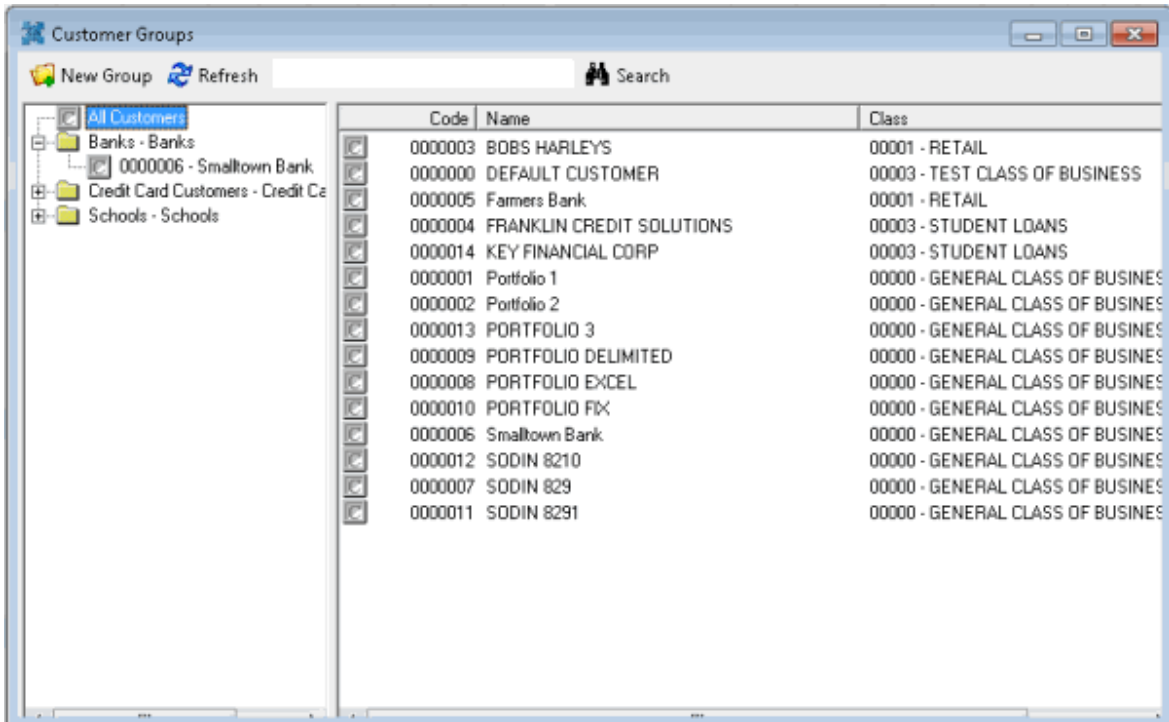 Customer Groups
New Group Refresh Search
All Customers
Banks - Banks
0000006 - Smalltown Bank
Credit Card Customers - Credit Ca
Schools - Schools
Code Name Class
0000003 BOBS HARLEYS 00001 - RETAIL
0000000 DEFAULT CUSTOMER 00003 - TEST CLASS OF BUSINESS
0000005 Farmers Bank 00001 - RETAIL
0000004 FRANKLIN CREDIT SOLUTIONS 00003 - STUDENT LOANS
0000014 KEY FINANCIAL CORP 00003 - STUDENT LOANS
0000001 Portfolio 1 00000 - GENERAL CLASS OF BUSINES
0000002 Portfolio 2 00000 - GENERAL CLASS OF BUSINES
0000013 PORTFOLIO 3 00000 - GENERAL CLASS OF BUSINES
0000009 PORTFOLIO DELIMITED 00000 - GENERAL CLASS OF BUSINES
0000008 PORTFOLIO EXCEL 00000 - GENERAL CLASS OF BUSINES
0000010 PORTFOLIO FIX 00000 - GENERAL CLASS OF BUSINES
0000006 Smalltown Bank 00000 - GENERAL CLASS OF BUSINES
0000012 SODIN 8210 00000 - GENERAL CLASS OF BUSINES
0000007 SODIN 829 00000 - GENERAL CLASS OF BUSINES
0000011 SODIN 8291 00000 - GENERAL CLASS OF BUSINES